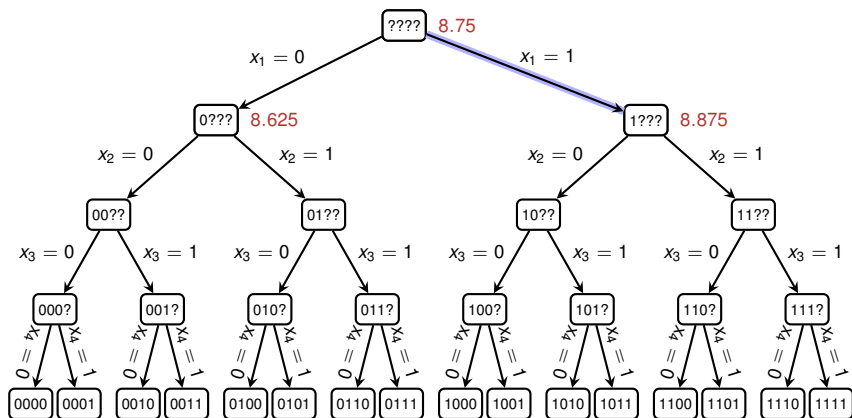 ???? 8.75
x1 = 0 x1 = 1
0??? 8.625 1??? 8.875
x2 = 0 x2 = 1 x2 = 0 x2 = 1
00?? 01?? 10?? 11??
x3 = 0 x3 = 1 x3 = 0 x3 = 1 x3 = 0 x3 = 1 x3 = 0 x3 = 1
000? 001? 010? 011? 100? 101? 110? 111?
x4 = 0 x4 = 1 x4 = 0 x4 = 1 x4 = 0 x4 = 1 x4 = 0 x4 = 1 x4 = 0 x4 = 1 x4 = 0 x4 = 1 x4 = 0 x4 = 1 x4 = 0 x4 = 1
0000 0001 0010 0011 0100 0101 0110 0111 1000 1001 1010 1011 1100 1101 1110 1111